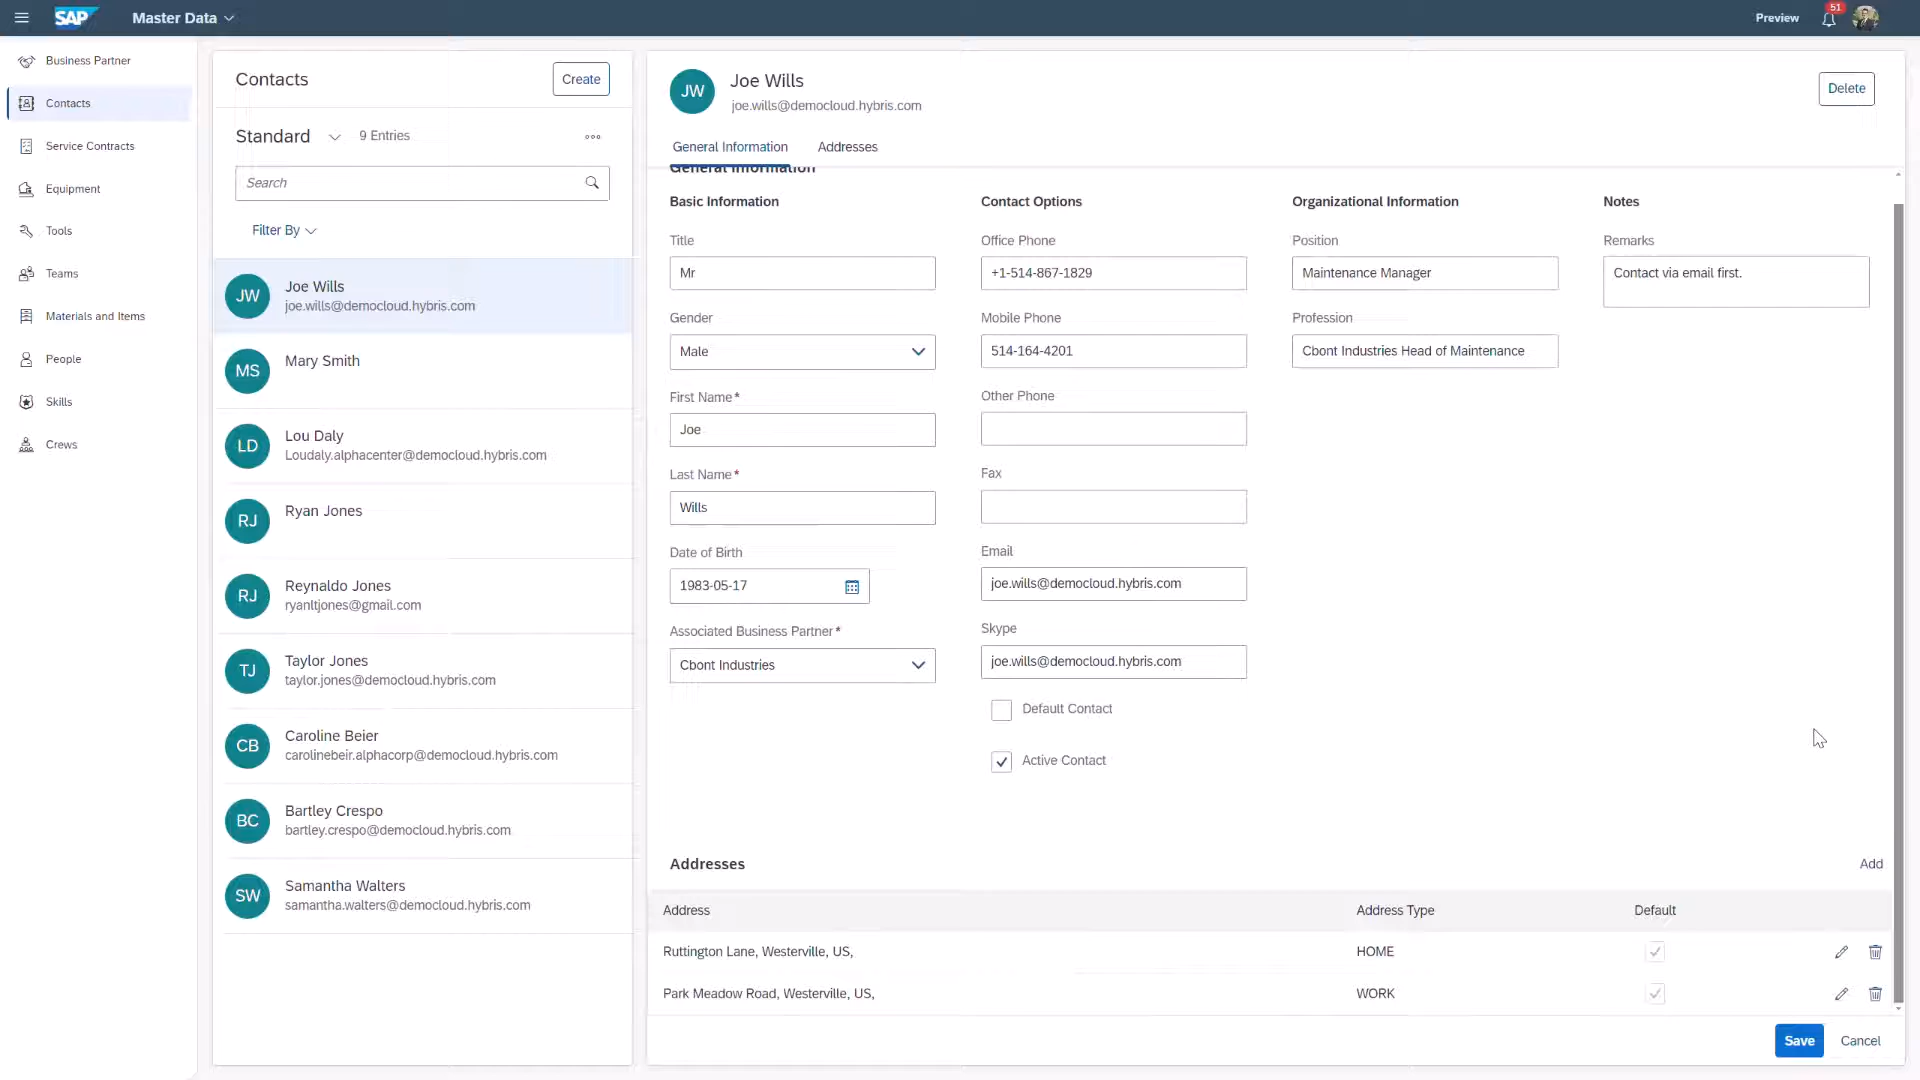 SAP
Master Data
Preview
51
Business Partner
Contacts
Service Contracts
Equipment
Tools
Teams
Materials and Items
People
Skills
Crews
Contacts
Create
Standard
9 Entries
Search
Filter By
JW
Joe Wills
joe.wills@democloud.hybris.com
MS
Mary Smith
LD
Lou Daly
Loudaly.alphacenter@democloud.hybris.com
RJ
Ryan Jones
RJ
Reynaldo Jones
ryanltjones@gmail.com
TJ
Taylor Jones
taylor.jones@democloud.hybris.com
CB
Caroline Beier
carolinebeir.alphacorp@democloud.hybris.com
BC
Bartley Crespo
bartley.crespo@democloud.hybris.com
SW
Samantha Walters
samantha.walters@democloud.hybris.com
JW
Joe Wills
joe.wills@democloud.hybris.com
Delete
General Information
Addresses
General Information
Basic Information
Title
Mr
Gender
Male
First Name*
Joe
Last Name*
Wills
Date of Birth
1983-05-17
Associated Business Partner*
Cbont Industries
Contact Options
Office Phone
+1-514-867-1829
Mobile Phone
514-164-4201
Other Phone
Fax
Email
joe.wills@democloud.hybris.com
Skype
joe.wills@democloud.hybris.com
Default Contact
Active Contact
Organizational Information
Position
Maintenance Manager
Profession
Cbont Industries Head of Maintenance
Notes
Remarks
Contact via email first.
Addresses
Add
Address Address Type Default
Ruttington Lane, Westerville, US, HOME
Park Meadow Road, Westerville, US, WORK
Save
Cancel